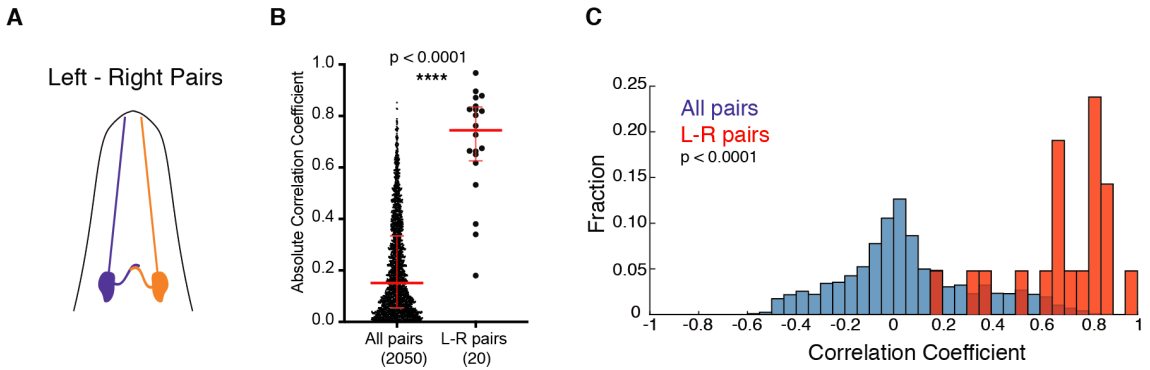 A
Left - Right Pairs
B
p < 0.0001
****
Absolute Correlation Coefficient
1.0
0.8
0.6
0.4
0.2
0.0
All pairs
(2050)
L-R pairs
(20)
C
All pairs
L-R pairs
p < 0.0001
Fraction
0.25
0.20
0.15
0.10
0.05
0
-1 -0.8 -0.6 -0.4 -0.2 0 0.2 0.4 0.6 0.8 1
Correlation Coefficient